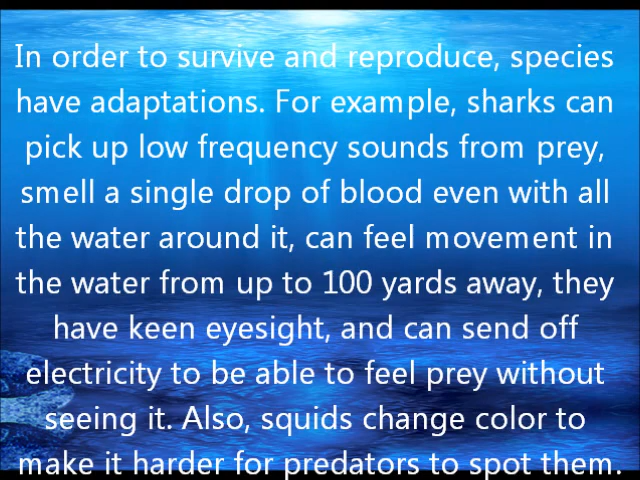 In order to survive and reproduce, species
have adaptations. For example, sharks can
pick up low frequency sounds from prey,
smell a single drop of blood even with all
the water around it, can feel movement in
the water from up to 100 yards away, they
have keen eyesight, and can send off
electricity to be able to feel prey without
seeing it. Also, squids change color to
make it harder for predators to spot them.